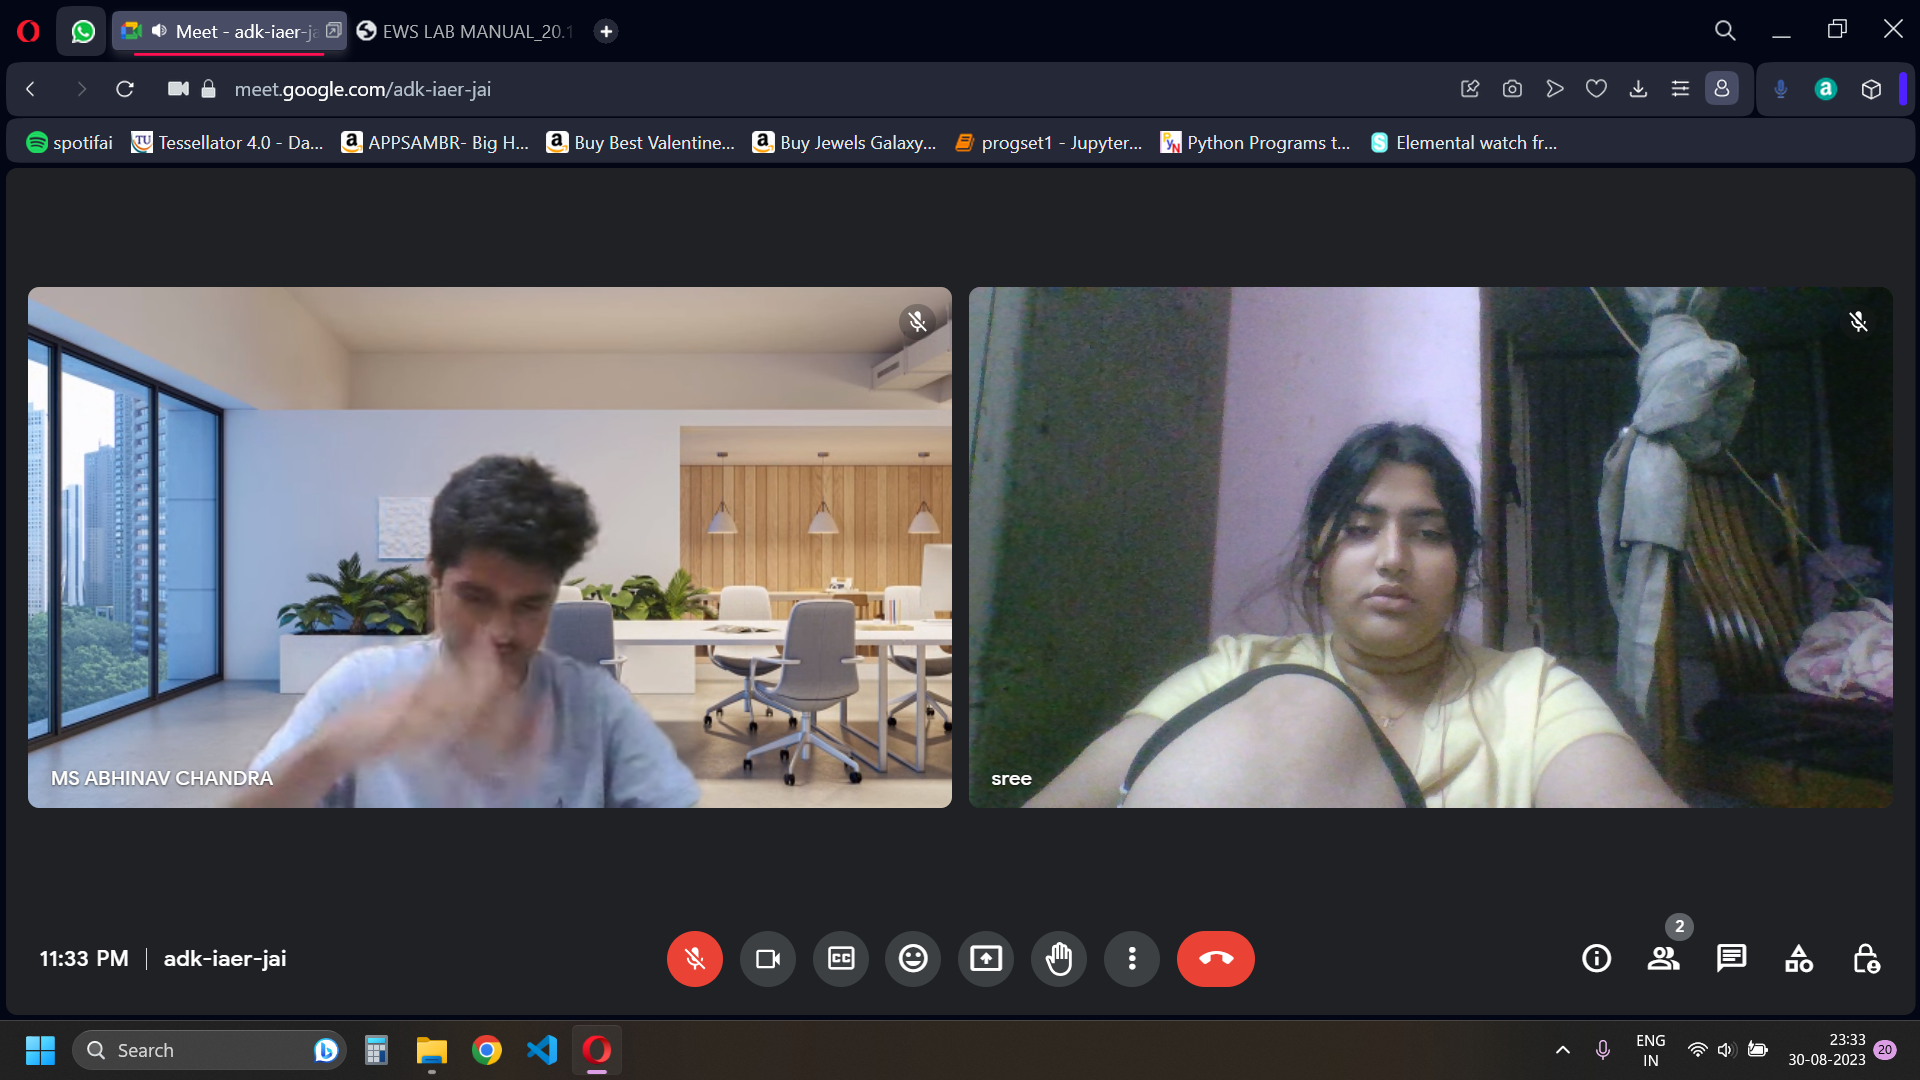 Meet - adk-iaer-ja
EWS LAB MANUAL_20.1
meet.google.com/adk-iaer-jai
spotifai
Tessellator 4.0 - Da...
APPSAMBR- Big H...
Buy Best Valentine...
Buy Jewels Galaxy...
progset1 - Jupyter...
Python Programs t...
Elemental watch fr...
MS ABHINAV CHANDRA
sree
11:33 PM
adk-iaer-jai
CC
2
Search
ENG
IN
23:33
30-08-2023
20